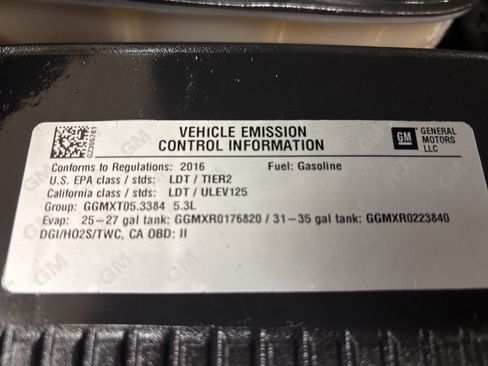 VEHICLE EMISSION
CONTROL INFORMATION
GM GENERAL MOTORS LLC
Conforms to Regulations: 2016 Fuel: Gasoline
U.S. EPA class / stds: LDT / TIER2
California class / stds: LDT / ULEV125
Group: GGMXT05.3384 5.3L
Evap: 25-27 gal tank: GGMXR0176820 / 31-35 gal tank: GGMXR0223840
DGI/HO2S/TWC, CA OBD: II